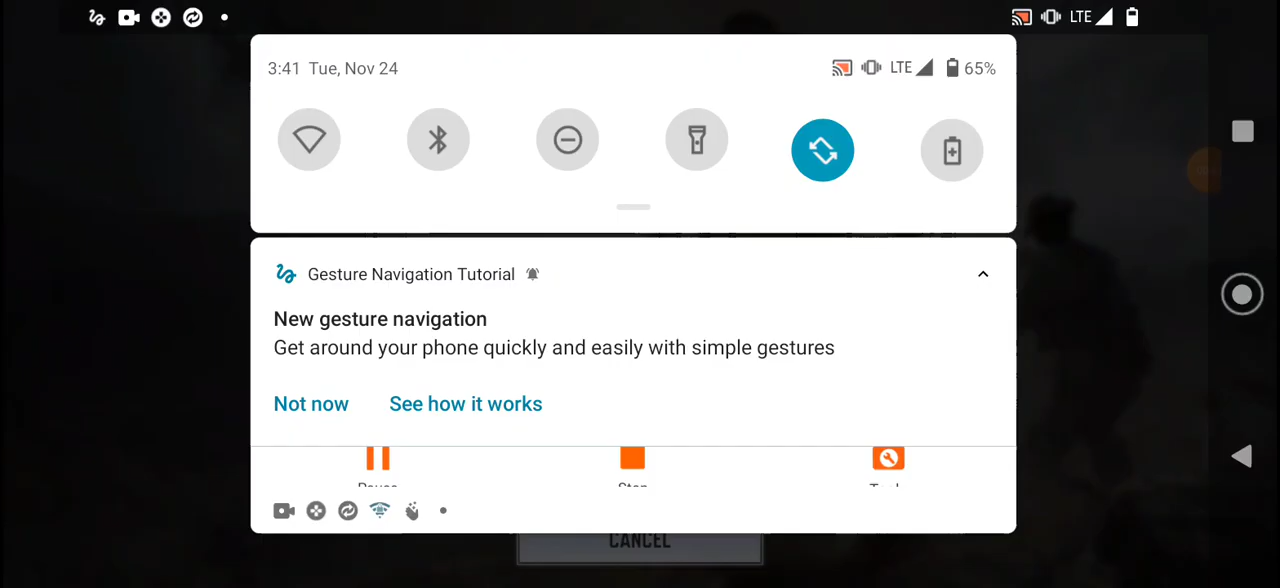 LTE
3:41 Tue, Nov 24
LTE 65%
Gesture Navigation Tutorial
New gesture navigation
Get around your phone quickly and easily with simple gestures
Not now See how it works
CANCEL